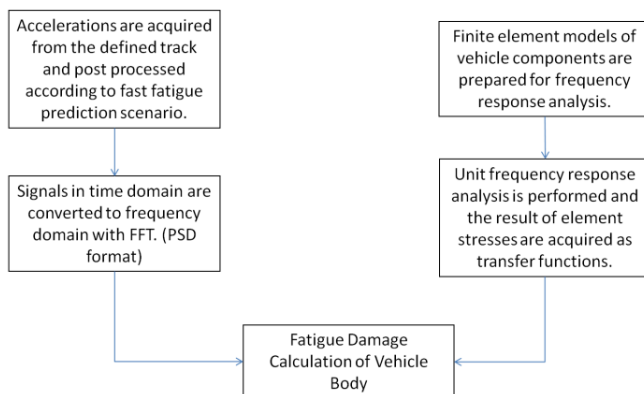 Accelerations are acquired
from the defined track
and post processed
according to fast fatigue
prediction scenario.
Signals in time domain are
converted to frequency
domain with FFT. (PSD
format)
Finite element models of
vehicle components are
prepared for frequency
response analysis.
Unit frequency response
analysis is performed and
the result of element
stresses are acquired as
transfer functions.
Fatigue Damage
Calculation of Vehicle
Body